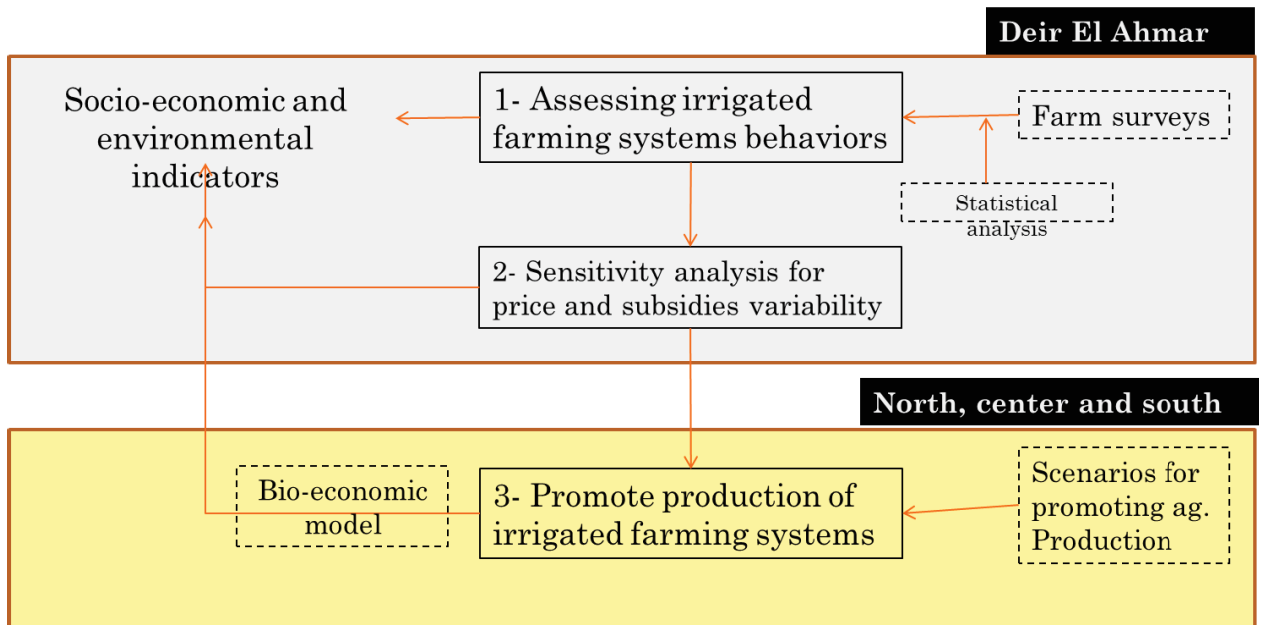 Deir El Ahmar
Socio-economic and
environmental
indicators
1- Assessing irrigated
farming systems behaviors
Farm surveys
Statistical
analysis
2- Sensitivity analysis for
price and subsidies variability
North, center and south
Bio-economic
model
3- Promote production of
irrigated farming systems
Scenarios for
promoting ag.
Production